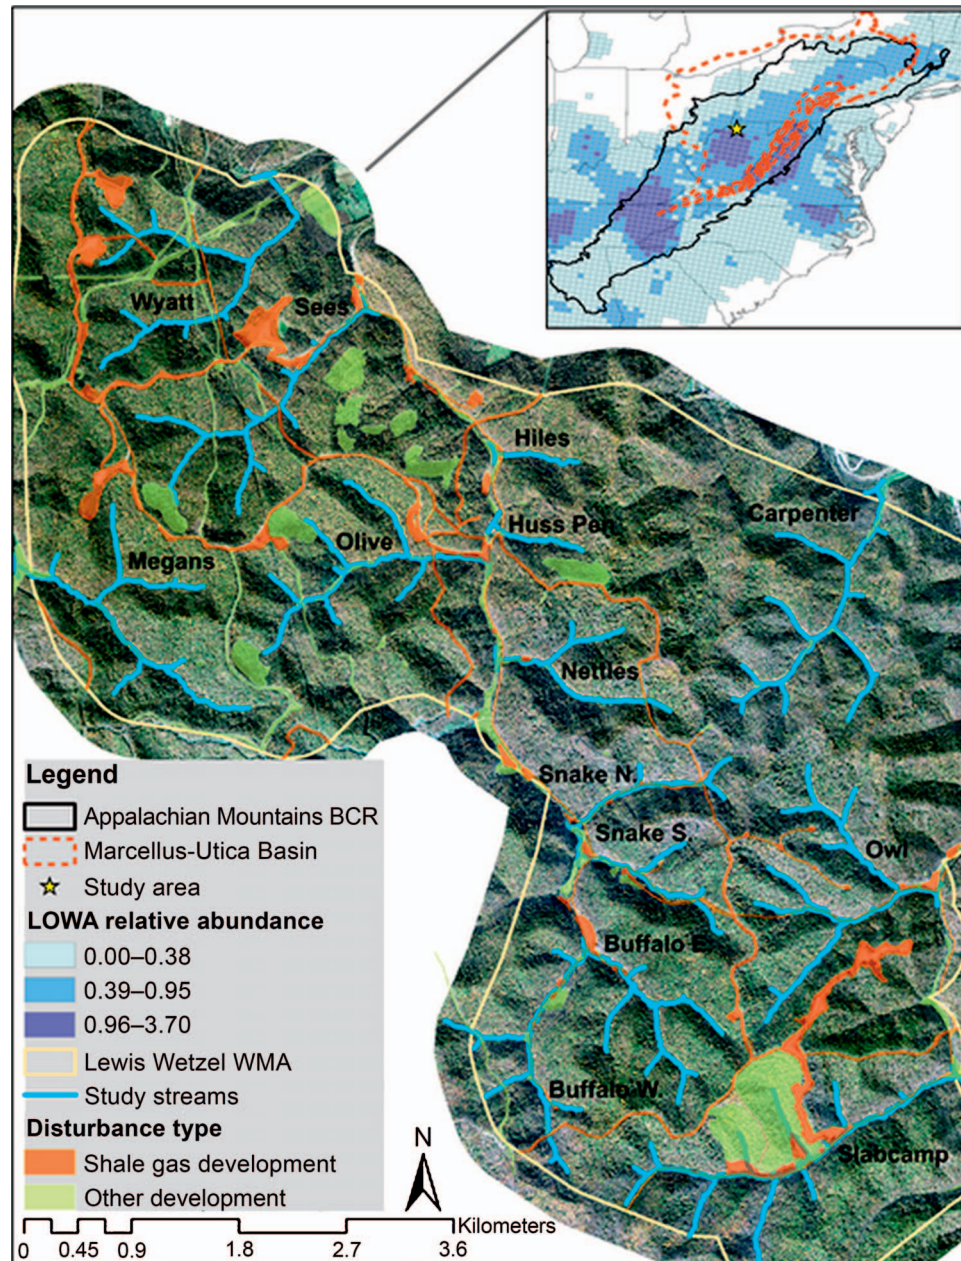 Wyatt
Sees
Hiles
Huss Pen
Carpenter
Olive
Megans
Nettles
Snake N.
Snake S.
Owl
Buffalo E.
Buffalo W.
Slabcamp
Legend
Appalachian Mountains BCR
Marcellus-Utica Basin
Study area
LOWA relative abundance
0.00–0.38
0.39–0.95
0.96–3.70
Lewis Wetzel WMA
Study streams
Disturbance type
Shale gas development
Other development
N
Kilometers
0 0.45 0.9 1.8 2.7 3.6